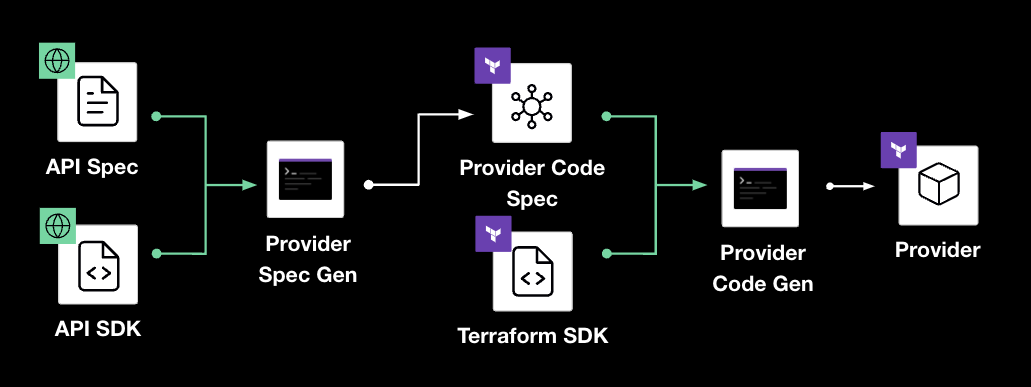 API Spec
API SDK
Provider
Spec Gen
Provider Code
Spec
Terraform SDK
Provider
Code Gen
Provider